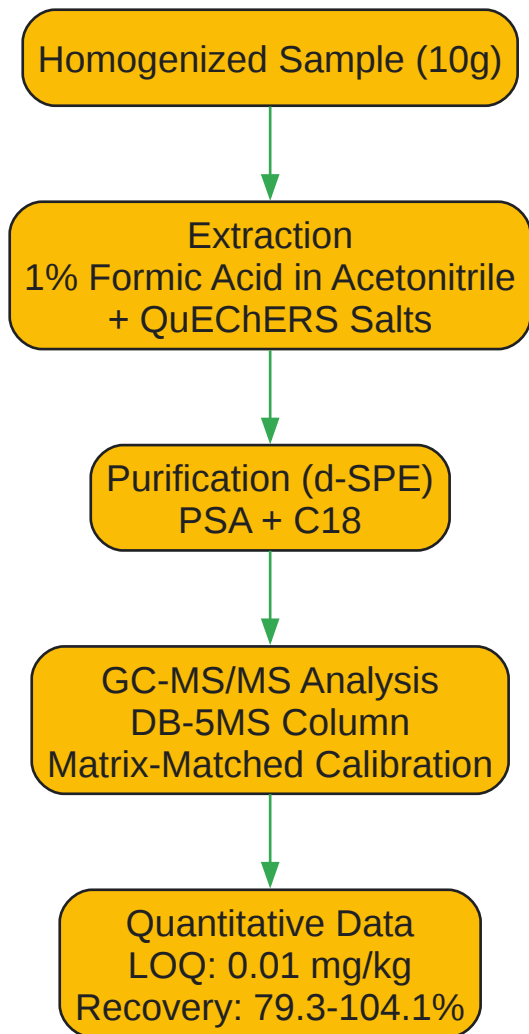 Homogenized Sample (10g)
Extraction
1% Formic Acid in Acetonitrile
+ QuEChERS Salts
Purification (d-SPE)
PSA + C18
GC-MS/MS Analysis
DB-5MS Column
Matrix-Matched Calibration
Quantitative Data
LOQ: 0.01 mg/kg
Recovery: 79.3-104.1%